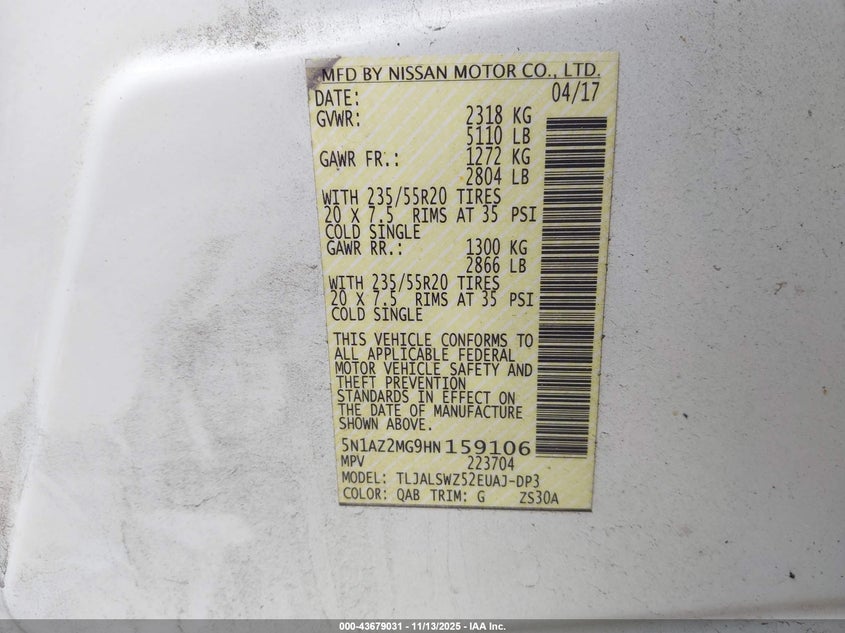 MFD BY NISSAN MOTOR CO., LTD.
DATE: 04/17
GVWR: 2318 KG
5110 LB
GAWR FR.: 1272 KG
2804 LB
WITH 235/55R20 TIRES
20 X 7.5 RIMS AT 35 PSI
COLD SINGLE
GAWR RR.: 1300 KG
2866 LB
WITH 235/55R20 TIRES
20 X 7.5 RIMS AT 35 PSI
COLD SINGLE
THIS VEHICLE CONFORMS TO
ALL APPLICABLE FEDERAL
MOTOR VEHICLE SAFETY AND
THEFT PREVENTION
STANDARDS IN EFFECT ON
THE DATE OF MANUFACTURE
SHOWN ABOVE.
5N1AZ2MG9HN159106
MPV 223704
MODEL: TLJALSWZ52EUAJ-DP3
COLOR: QAB TRIM: G ZS30A
000-43679031 - 11/13/2025 - IAA Inc.